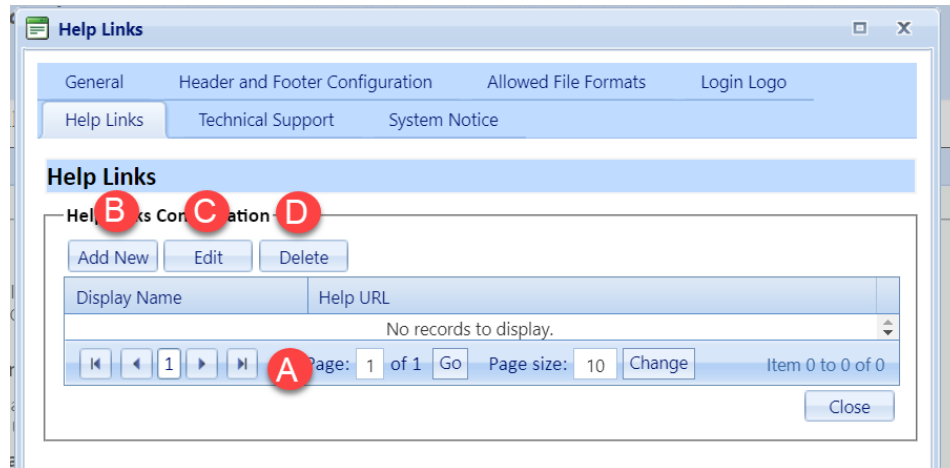 Help Links
General Header and Footer Configuration Allowed File Formats Login Logo
Help Links Technical Support System Notice
Help Links
B C D
Add New Edit Delete
Display Name Help URL
No records to display.
1 A Page: 1 of 1 Go Page size: 10 Change Item 0 to 0 of 0
Close